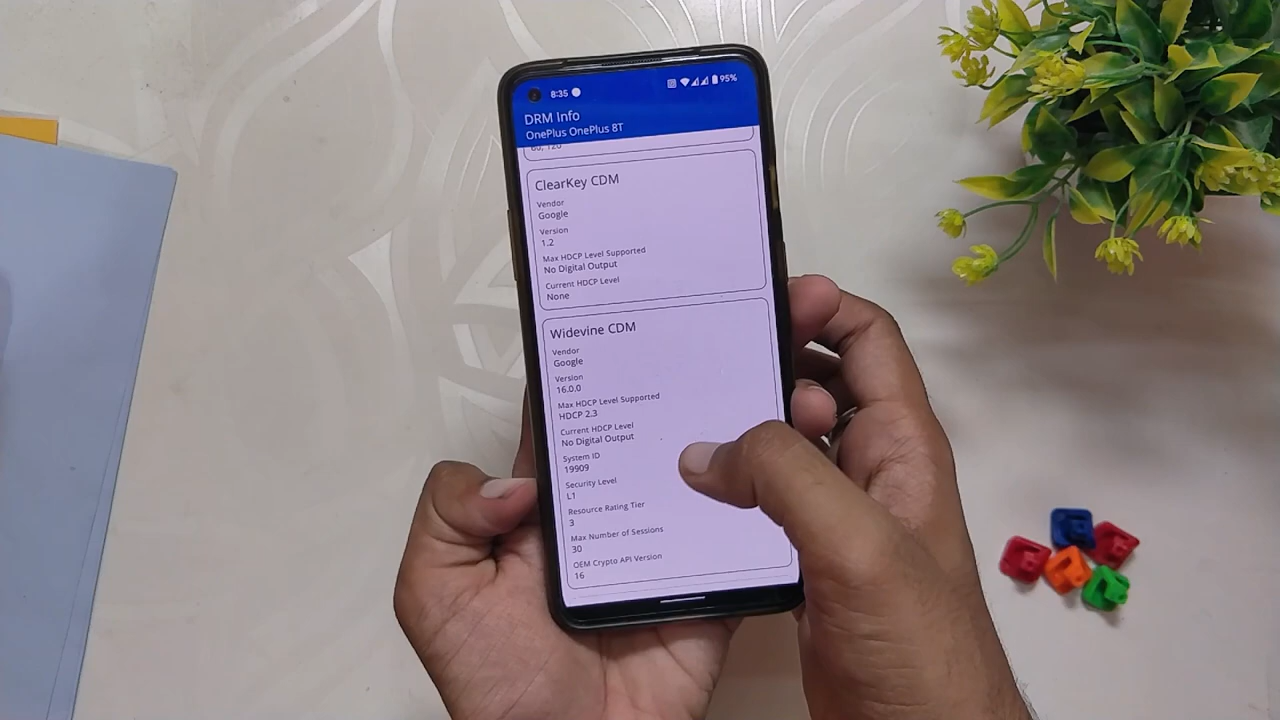 8:35 95%
DRM Info
OnePlus OnePlus 8T
60, 120
ClearKey CDM
Vendor
Google
Version
1.2
Max HDCP Level Supported
No Digital Output
Current HDCP Level
None
Widevine CDM
Vendor
Google
Version
16.0.0
Max HDCP Level Supported
HDCP 2.3
Current HDCP Level
No Digital Output
System ID
19909
Security Level
L1
Resource Rating Tier
3
Max Number of Sessions
30
OEM Crypto API Version
16